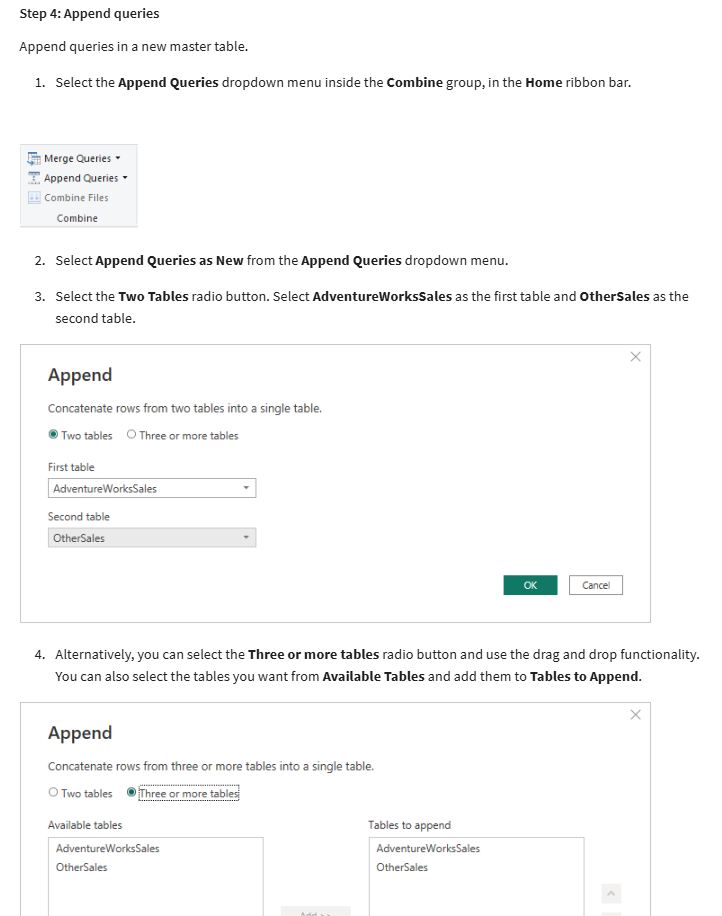 Step 4: Append queries
Append queries in a new master table.
1. Select the Append Queries dropdown menu inside the Combine group, in the Home ribbon bar.
Merge Queries
Append Queries
Combine Files
Combine
2. Select Append Queries as New from the Append Queries dropdown menu.
3. Select the Two Tables radio button. Select AdventureWorksSales as the first table and OtherSales as the
second table.
Append
Concatenate rows from two tables into a single table.
Two tables Three or more tables
First table
AdventureWorksSales
Second table
OtherSales
OK Cancel
4. Alternatively, you can select the Three or more tables radio button and use the drag and drop functionality.
You can also select the tables you want from Available Tables and add them to Tables to Append.
Append
Concatenate rows from three or more tables into a single table.
Two tables Three or more tables
Available tables Tables to append
AdventureWorksSales AdventureWorksSales
OtherSales OtherSales